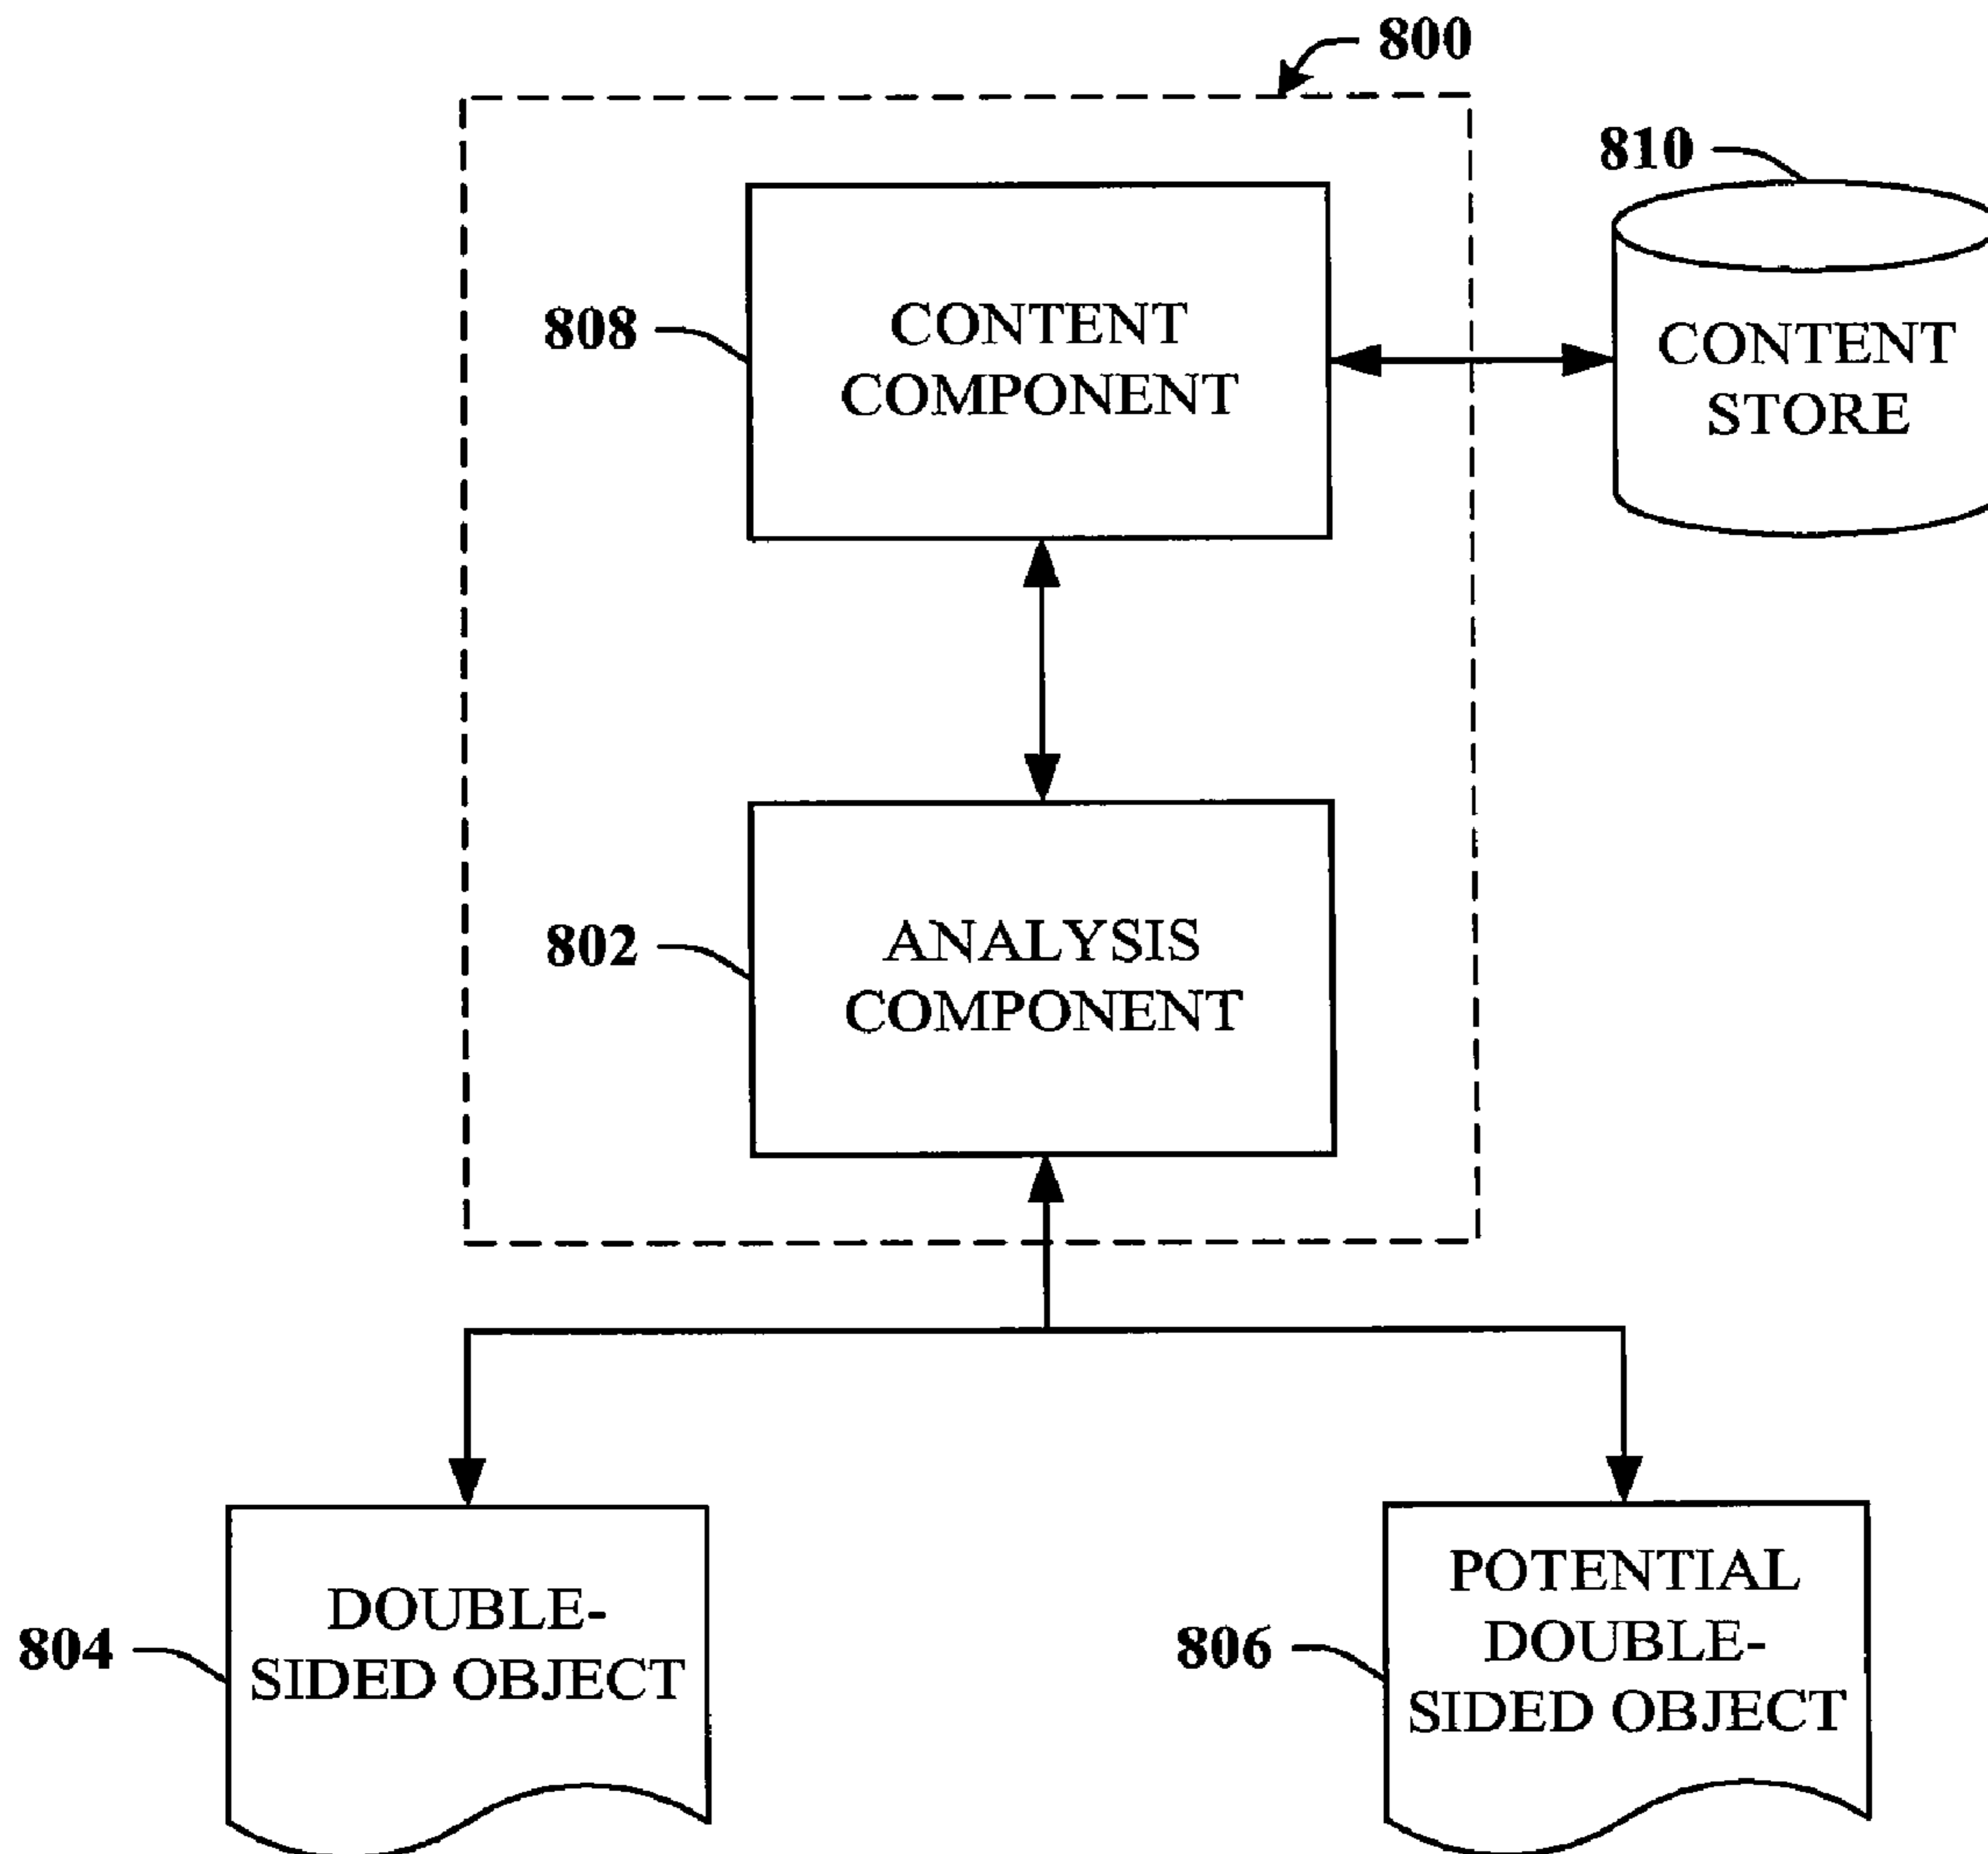 800
810
808
CONTENT
COMPONENT
CONTENT
STORE
802
ANALYSIS
COMPONENT
804
DOUBLE-
SIDED OBJECT
806
POTENTIAL
DOUBLE-
SIDED OBJECT